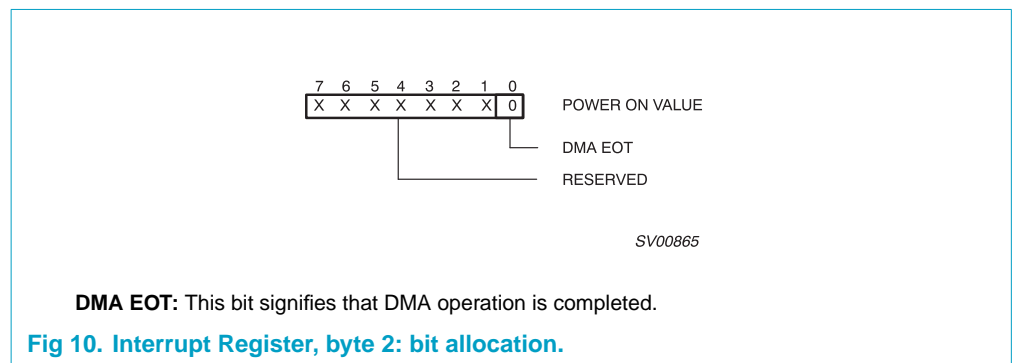 7 6 5 4 3 2 1 0
X X X X X X X 0 POWER ON VALUE
DMA EOT
RESERVED
SV00865
DMA EOT: This bit signifies that DMA operation is completed.
Fig 10. Interrupt Register, byte 2: bit allocation.